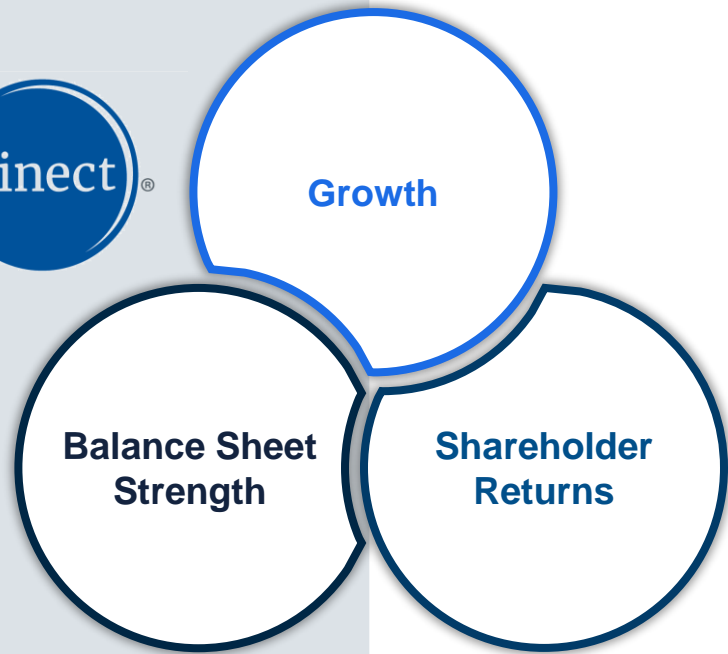 inect®
Growth
Balance Sheet
Strength
Shareholder
Returns